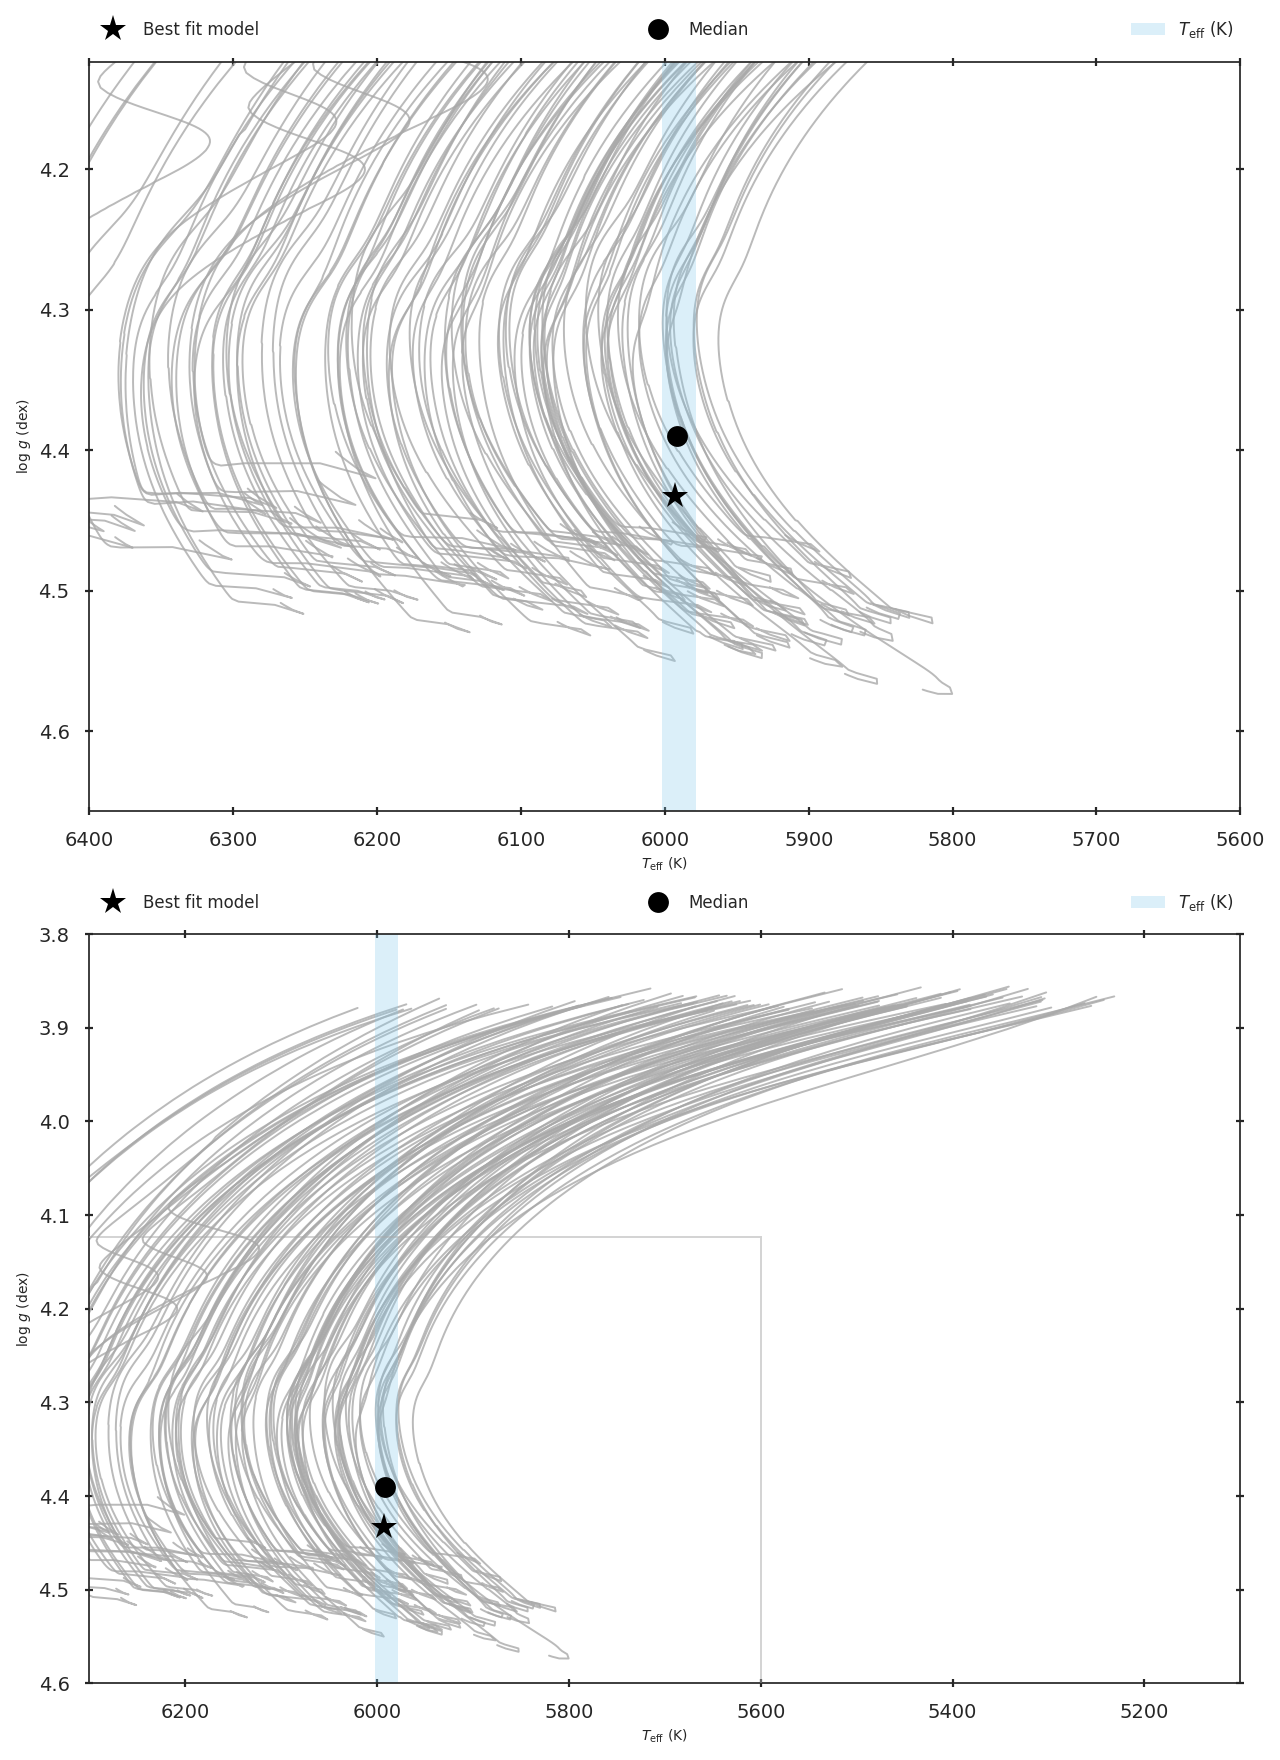 Best fit model Median T_eff (K)
4.2
4.3
4.4
4.5
4.6
log g (dex)
6400 6300 6200 6100 6000 5900 5800 5700 5600
T_eff (K)
Best fit model Median T_eff (K)
3.8
3.9
4.0
4.1
4.2
4.3
4.4
4.5
4.6
log g (dex)
6200 6000 5800 5600 5400 5200
T_eff (K)